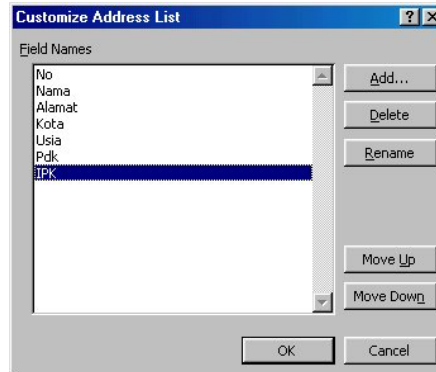 Customize Address List
Field Names
No
Nama
Alamat
Kota
Usia
Pdk
IPK
Add...
Delete
Rename
Move Up
Move Down
OK
Cancel